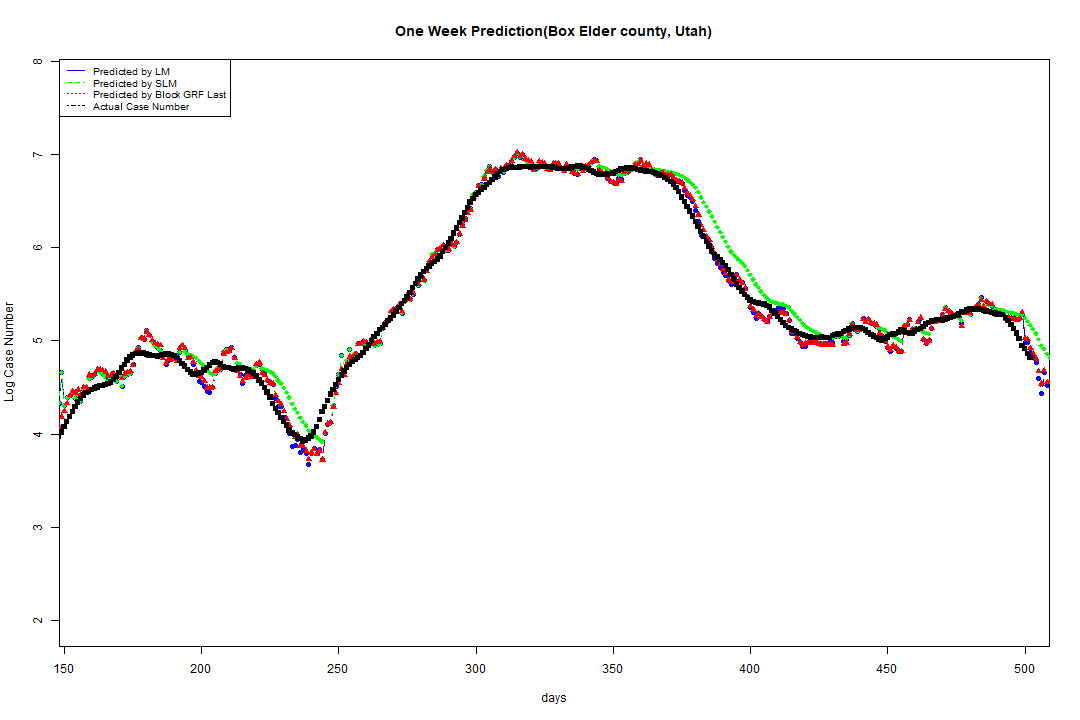 One Week Prediction(Box Elder county, Utah)
Predicted by LM
Predicted by SLM
Predicted by Block GRF Last
Actual Case Number
8
7
6
5
4
3
2
Log Case Number
150 200 250 300 350 400 450 500
days